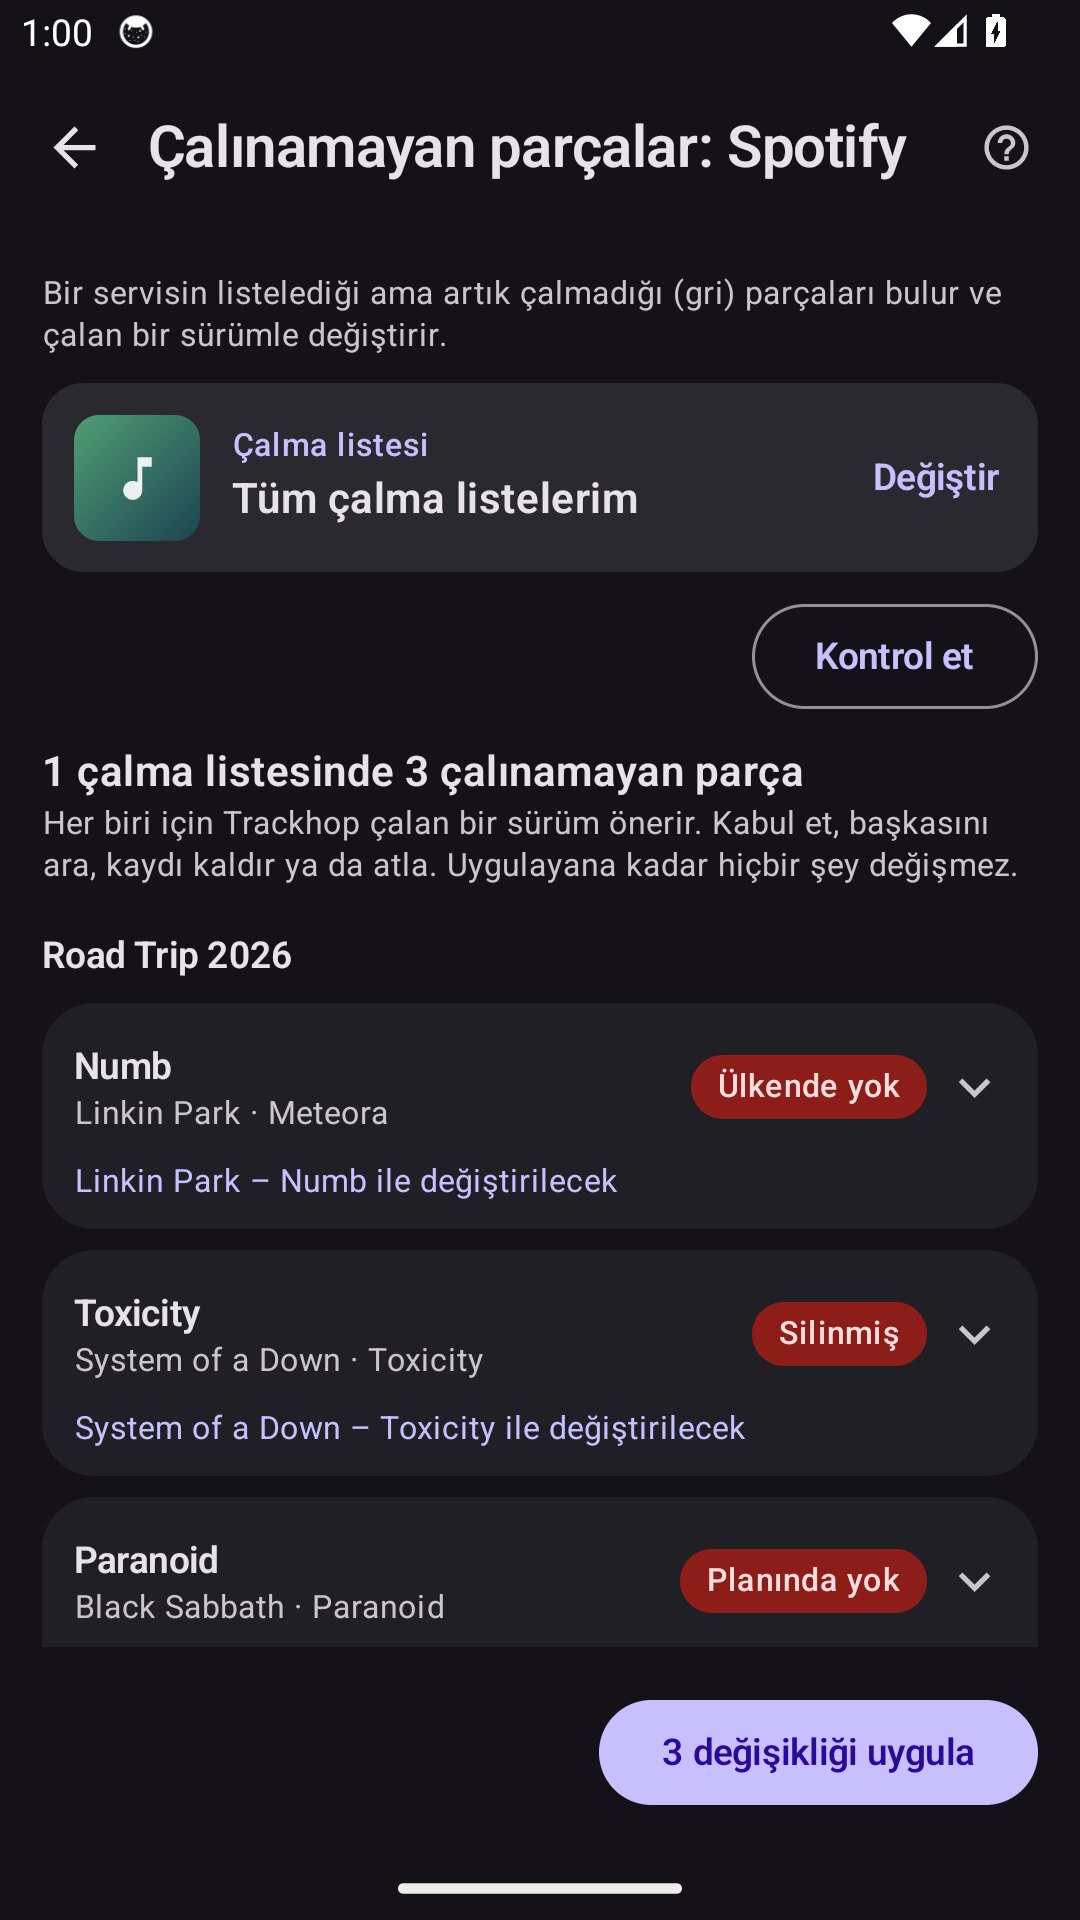 1:00
Çalınamayan parçalar: Spotify
Bir servisin listelediği ama artık çalmadığı (gri) parçaları bulur ve
çalan bir sürümle değiştirir.
Çalma listesi
Tüm çalma listelerim
Değiştir
Kontrol et
1 çalma listesinde 3 çalınamayan parça
Her biri için Trackhop çalan bir sürüm önerir. Kabul et, başkasını
ara, kaydı kaldır ya da atla. Uygulayana kadar hiçbir şey değişmez.
Road Trip 2026
Numb
Linkin Park · Meteora
Ülkende yok
Linkin Park – Numb ile değiştirilecek
Toxicity
System of a Down · Toxicity
Silinmiş
System of a Down – Toxicity ile değiştirilecek
Paranoid
Black Sabbath · Paranoid
Planında yok
3 değişikliği uygula